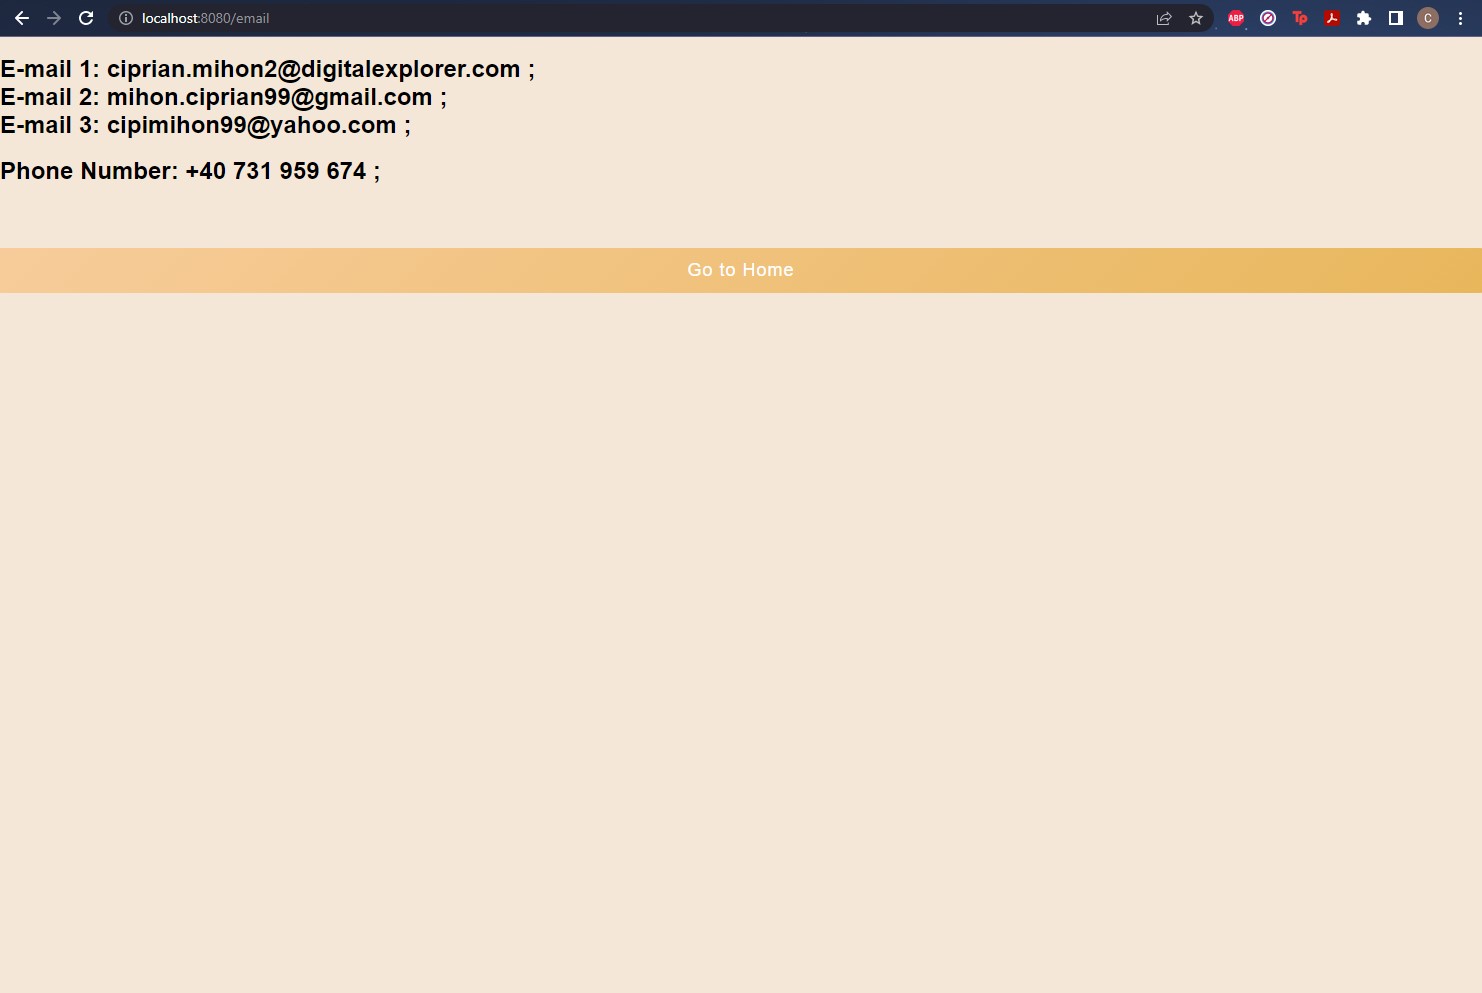 localhost:8080/email
ABP
Tp
C
E-mail 1: ciprian.mihon2@digitalexplorer.com ;
E-mail 2: mihon.ciprian99@gmail.com ;
E-mail 3: cipimihon99@yahoo.com ;
Phone Number: +40 731 959 674 ;
Go to Home